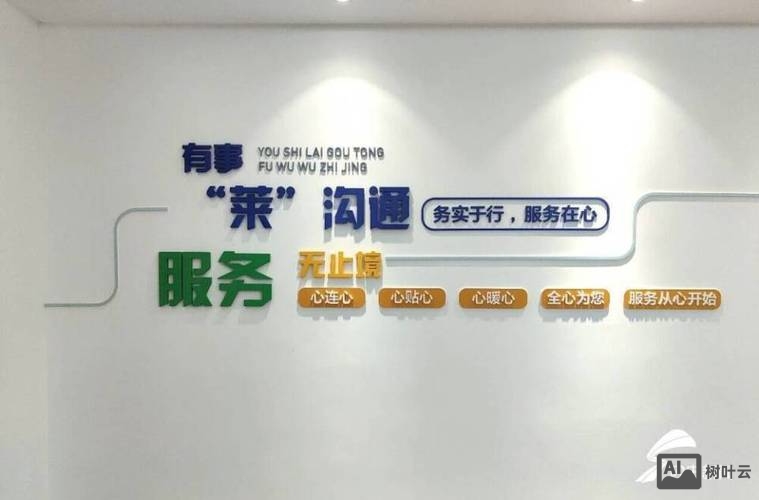 有事
YOU SHI LAI GOU TONG
FU WU WU ZHI JING
“莱”沟通
务实于行，服务在心
服务
无止境
心连心
心贴心
心暖心
全心为您
服务从心开始
AI
树叶云